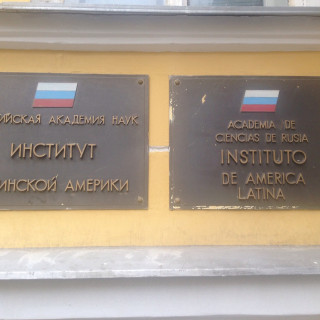 ЙСКАЯ АКАДЕМИЯ НАУК
ИНСТИТУТ
ИНСКОЙ АМЕРИКИ
ACADEMIA DE
CIENCIAS DE RUSIA
INSTITUTO
DE AMERICA
LATINA